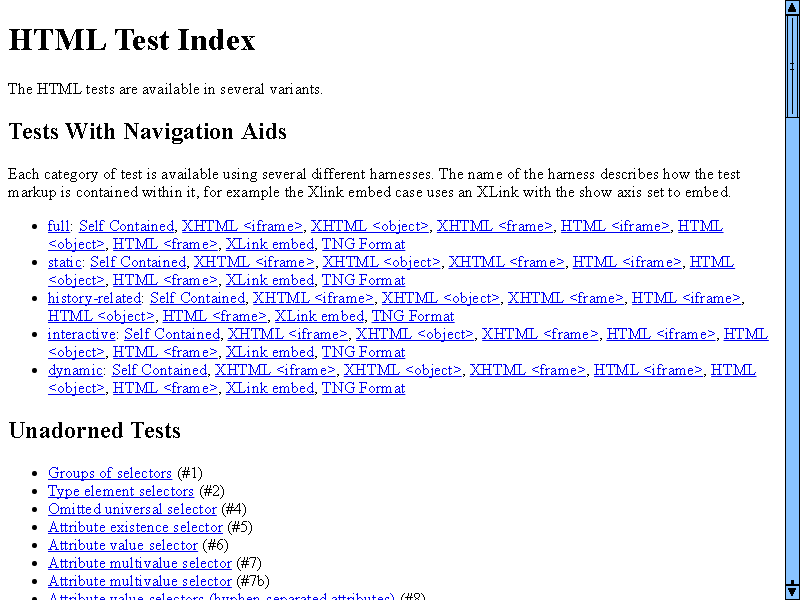 HTML Test Index
The HTML tests are available in several variants.
Tests With Navigation Aids
Each category of test is available using several different harnesses. The name of the harness describes how the test
markup is contained within it, for example the Xlink embed case uses an XLink with the show axis set to embed.
• full: Self Contained, XHTML <iframe>, XHTML <object>, XHTML <frame>, HTML <iframe>, HTML
<object>, HTML <frame>, XLink embed, TNG Format
• static: Self Contained, XHTML <iframe>, XHTML <object>, XHTML <frame>, HTML <iframe>, HTML
<object>, HTML <frame>, XLink embed, TNG Format
• history-related: Self Contained, XHTML <iframe>, XHTML <object>, XHTML <frame>, HTML <iframe>,
HTML <object>, HTML <frame>, XLink embed, TNG Format
• interactive: Self Contained, XHTML <iframe>, XHTML <object>, XHTML <frame>, HTML <iframe>, HTML
<object>, HTML <frame>, XLink embed, TNG Format
• dynamic: Self Contained, XHTML <iframe>, XHTML <object>, XHTML <frame>, HTML <iframe>, HTML
<object>, HTML <frame>, XLink embed, TNG Format
Unadorned Tests
• Groups of selectors (#1)
• Type element selectors (#2)
• Omitted universal selector (#4)
• Attribute existence selector (#5)
• Attribute value selector (#6)
• Attribute multivalue selector (#7)
• Attribute multivalue selector (#7b)
• Attribute value selectors (hyphen-separated attributes) (#8)